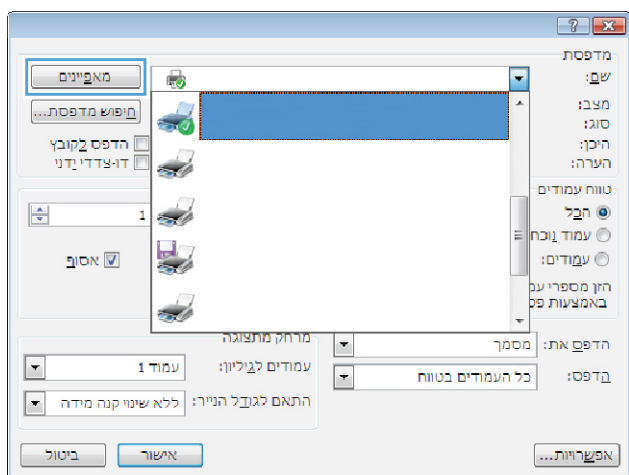 מדפסת
שם:
מאפיינים
מצב:
חיפוש מדפסת...
סוג:
היכן:
הדפס לקובץ
הערה:
דו-צדדי ידני
טווח עמודים
הכל
1
עמוד נוכח
עמודים:
אסוף
הזן מספרי עמ
באמצעות פס
מרחק מתצוגה
הדפס את:
מסמך
עמודים לגיליון:
עמוד 1
הדפס:
כל העמודים בטווח
התאם לגודל הנייר:
ללא שינוי קנה מידה
אפשרויות...
אישור
ביטול